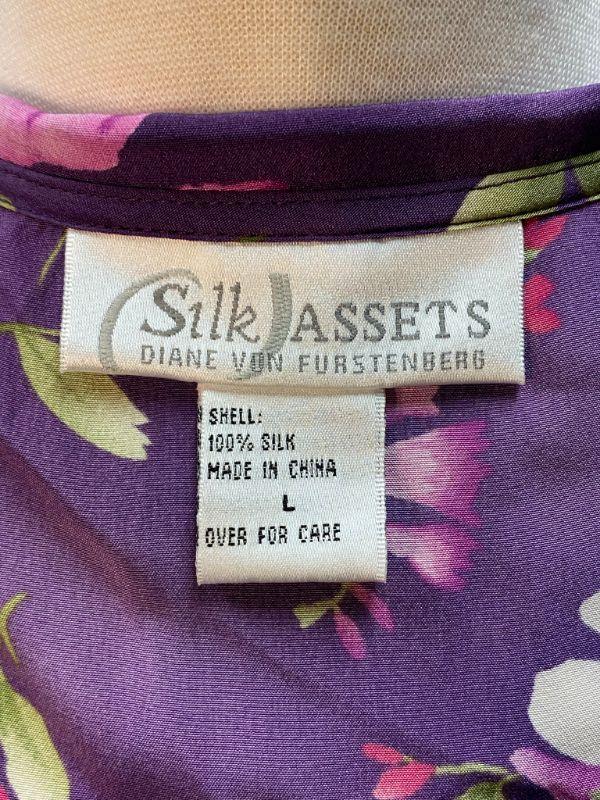 Silk ASSETS
DIANE VON FURSTENBERG
SHELL:
100% SILK
MADE IN CHINA
L
OVER FOR CARE